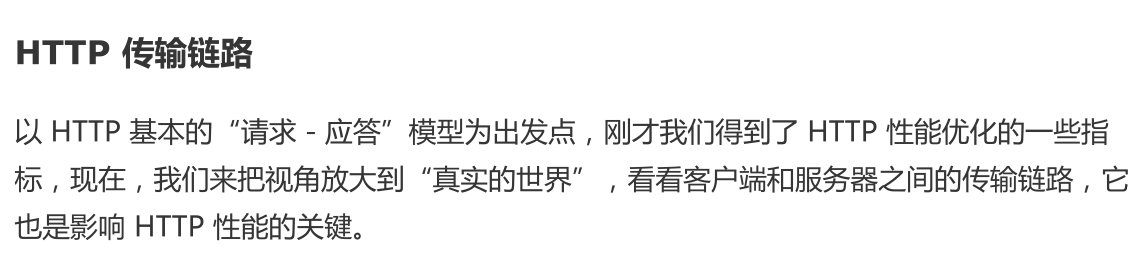 HTTP 传输链路
以 HTTP 基本的“请求 - 应答”模型为出发点，刚才我们得到了 HTTP 性能优化的一些指
标，现在，我们来把视角放大到“真实的世界”，看看客户端和服务器之间的传输链路，它
也是影响 HTTP 性能的关键。